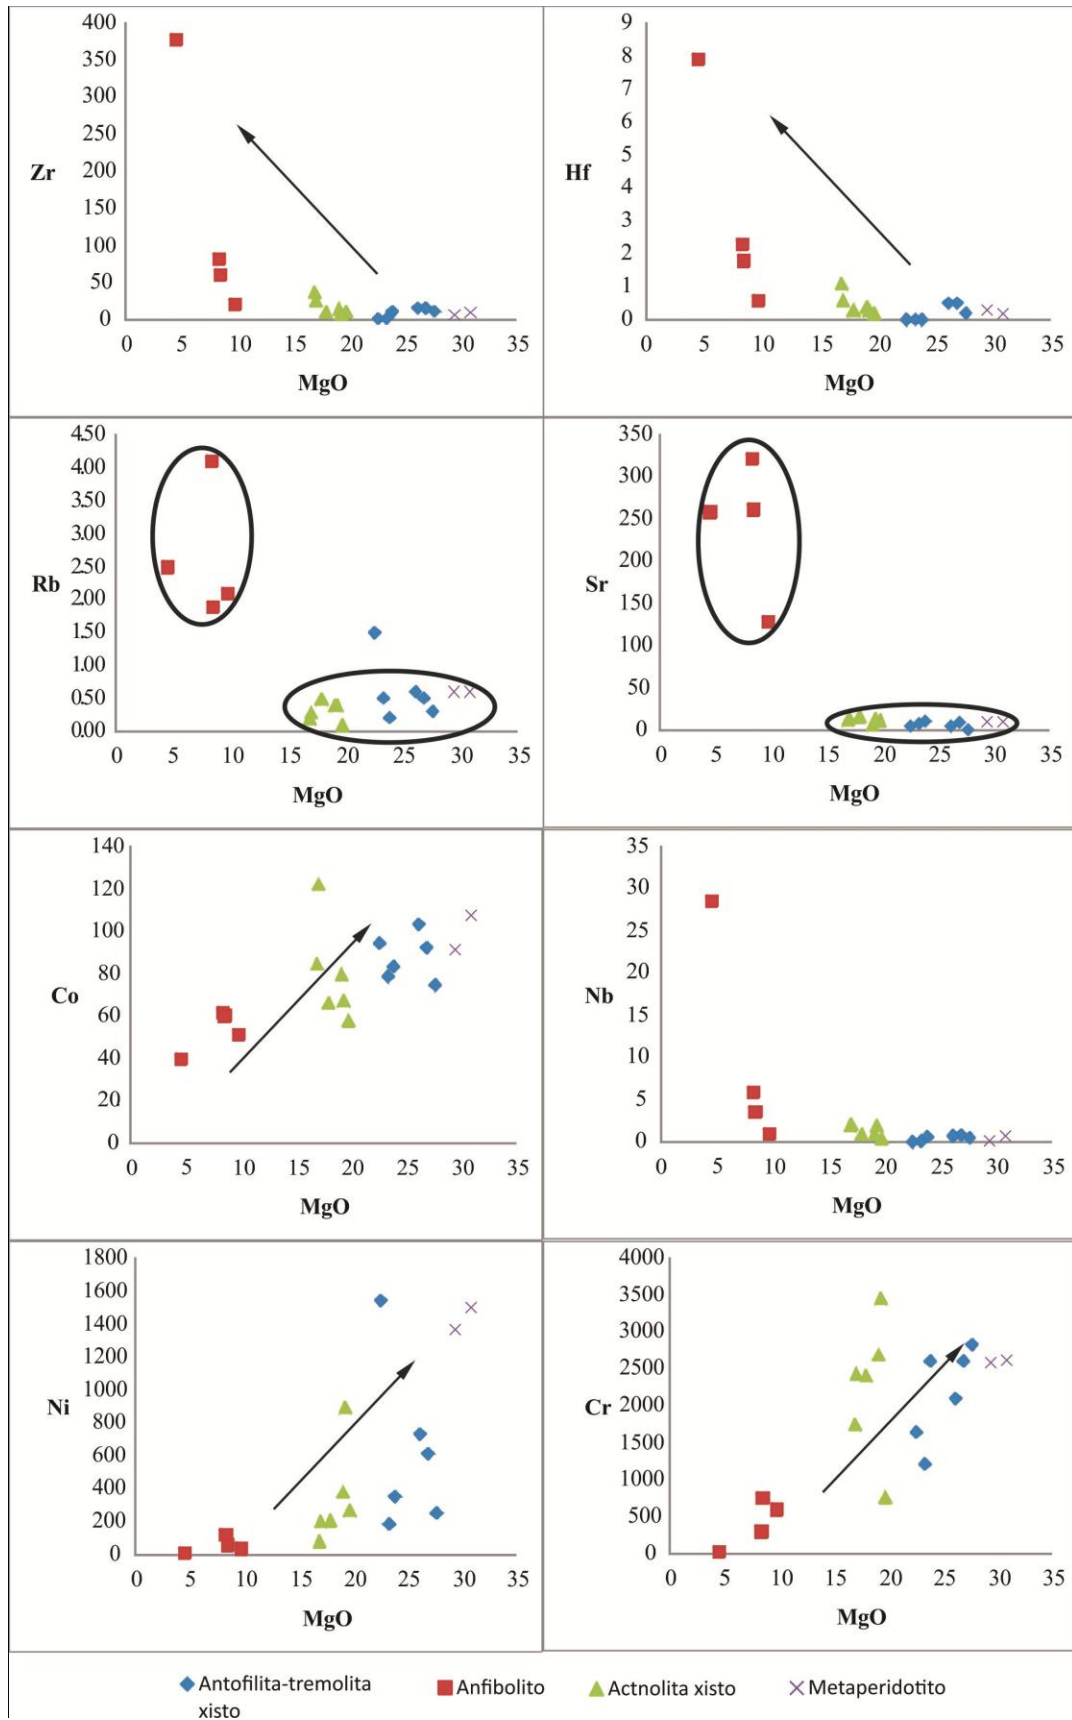 400
350
300
250
200
150
100
50
0
Zr
0 5 10 15 20 25 30 35
MgO
9
8
7
6
5
4
3
2
1
0
Hf
0 5 10 15 20 25 30 35
MgO
4.50
4.00
3.50
3.00
2.50
2.00
1.50
1.00
0.50
0.00
Rb
0 5 10 15 20 25 30 35
MgO
350
300
250
200
150
100
50
0
Sr
0 5 10 15 20 25 30 35
MgO
140
120
100
80
60
40
20
0
Co
0 5 10 15 20 25 30 35
MgO
35
30
25
20
15
10
5
0
Nb
0 5 10 15 20 25 30 35
MgO
1800
1600
1400
1200
1000
800
600
400
200
0
Ni
0 5 10 15 20 25 30 35
MgO
4000
3500
3000
2500
2000
1500
1000
500
0
Cr
0 5 10 15 20 25 30 35
MgO
Antofilita-tremolita
xisto
Anfibolito
Actnolita xisto
Metaperidotito